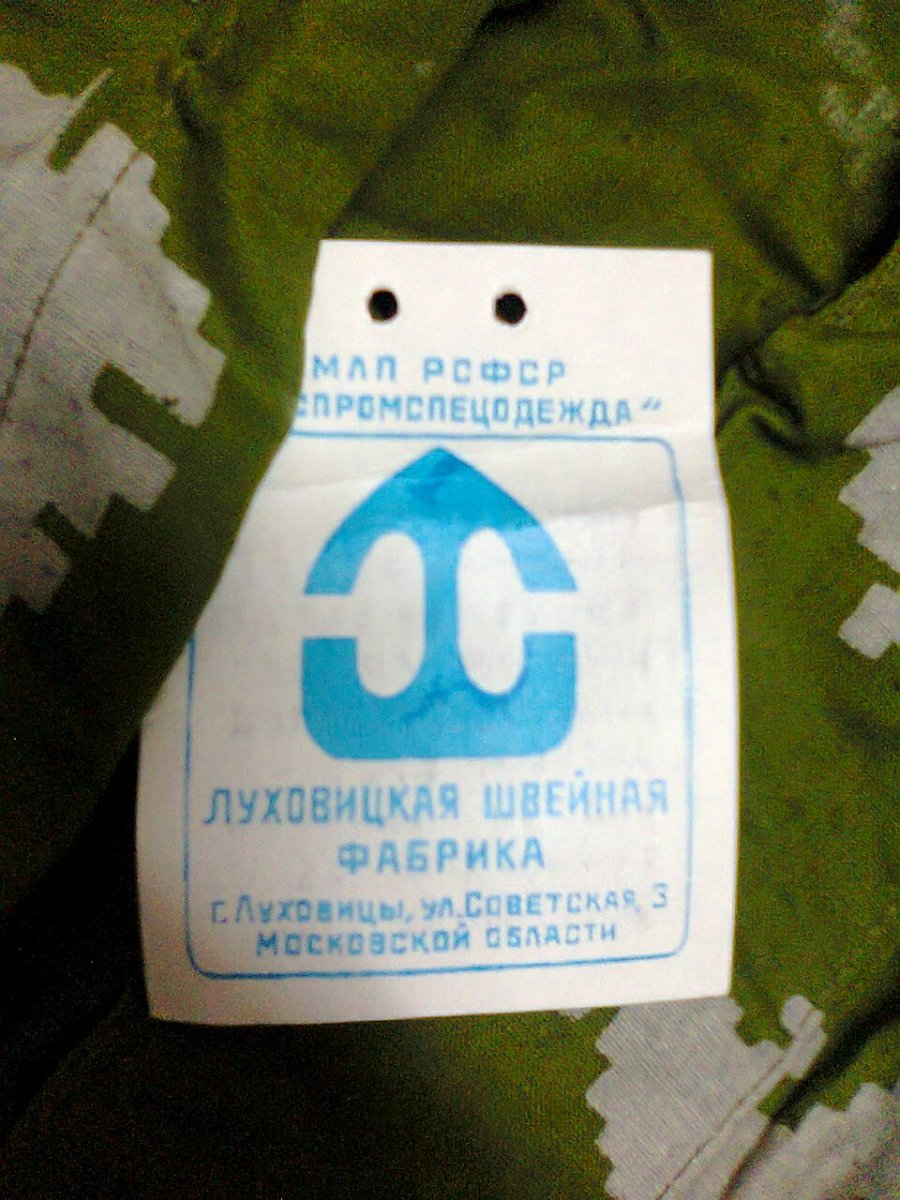 МЛП РСФСР
СПРОМСПЕЦОДЕЖДА"
ЛУХОВИЦКАЯ ШВЕЙНАЯ
ФАБРИКА
г. Луховицы, ул. Советская, 3
Московской области